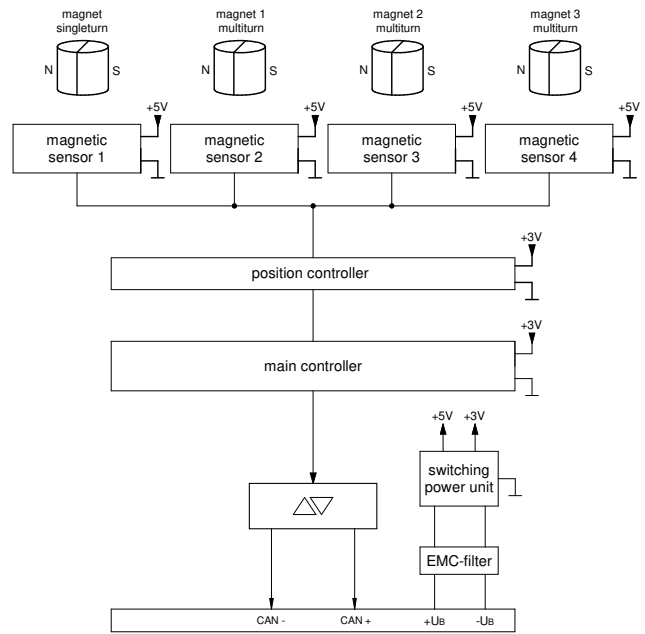 magnet
singleturn
magnet 1
multiturn
magnet 2
multiturn
magnet 3
multiturn
N S N S N S N S
+5V +5V +5V +5V
magnetic
sensor 1
magnetic
sensor 2
magnetic
sensor 3
magnetic
sensor 4
+3V
position controller
+3V
main controller
+5V +3V
switching
power unit
EMC-filter
CAN - CAN + +UB -UB